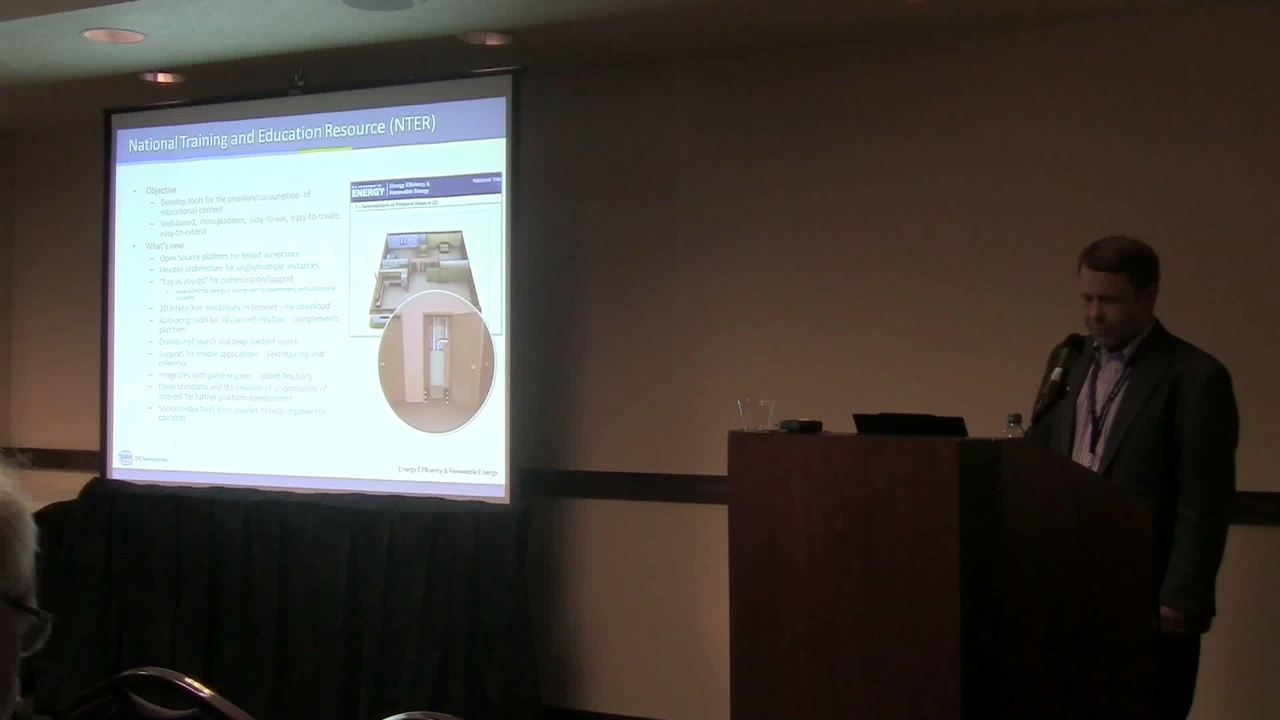 National Training and Education Resource (NTER)
• Objective
– Develop tools for the creation/consumption of
educational content
– Well-based, cross-platform, easy-to-use, easy-to-create,
easy-to-extend
• What's new
– Open Source platform for broad acceptance
– Flexible architecture for single/multiple instances
– "Pay as you go" for customization/support
– 3D interactive simulations in browser – no download
– Authoring tools for 3D content creation – complements
platform
– Distributed search and deep content search
– Support for mobile applications – field training and
reference
– Integrates with game engines – added flexibility
– Open standards and the creation of a community of
interest for further platform development
– Social media tools to the courses to help improve the
content
U.S. DEPARTMENT OF
ENERGY
Energy Efficiency &
Renewable Energy
National
Energy Efficiency & Renewable Energy